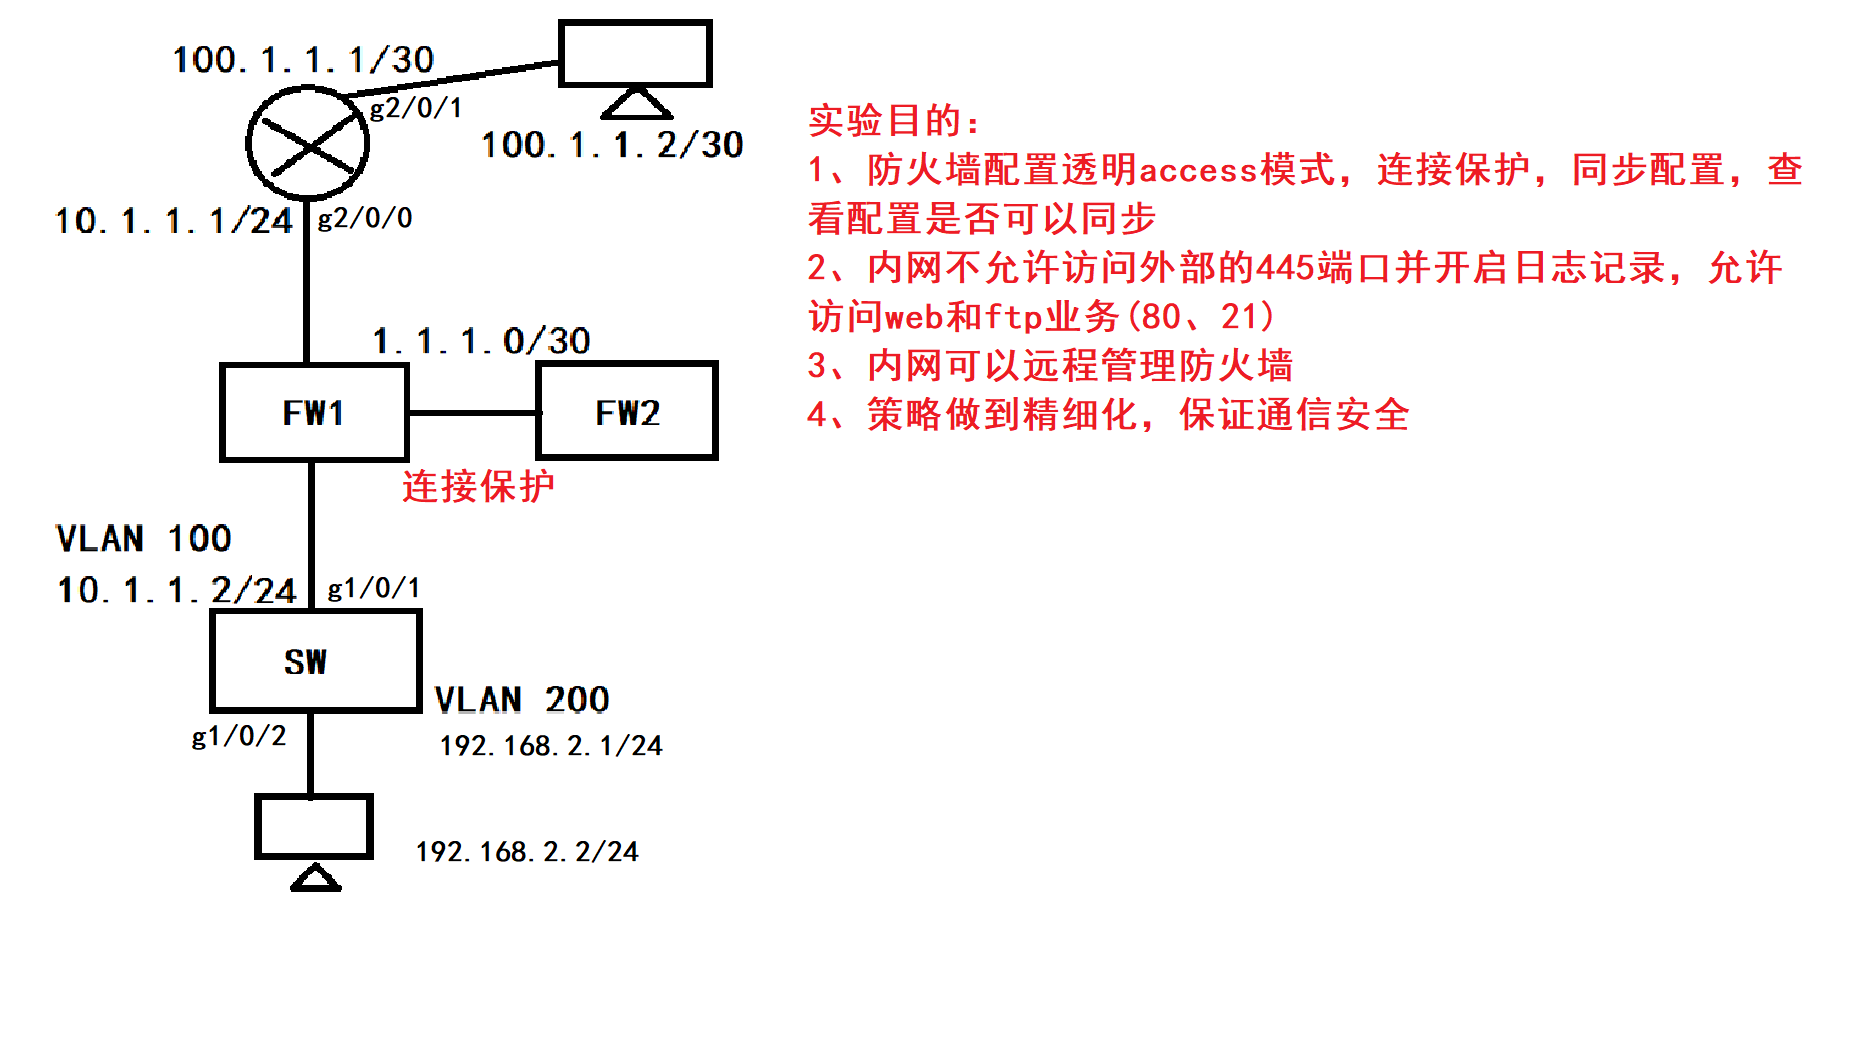 100.1.1.1/30
g2/0/1
100.1.1.2/30
10.1.1.1/24
g2/0/0
1.1.1.0/30
FW1
FW2
连接保护
VLAN 100
10.1.1.2/24
g1/0/1
SW
VLAN 200
g1/0/2
192.168.2.1/24
192.168.2.2/24
实验目的：
1、防火墙配置透明access模式，连接保护，同步配置，查
看配置是否可以同步
2、内网不允许访问外部的445端口并开启日志记录，允许
访问web和ftp业务(80、21)
3、内网可以远程管理防火墙
4、策略做到精细化，保证通信安全